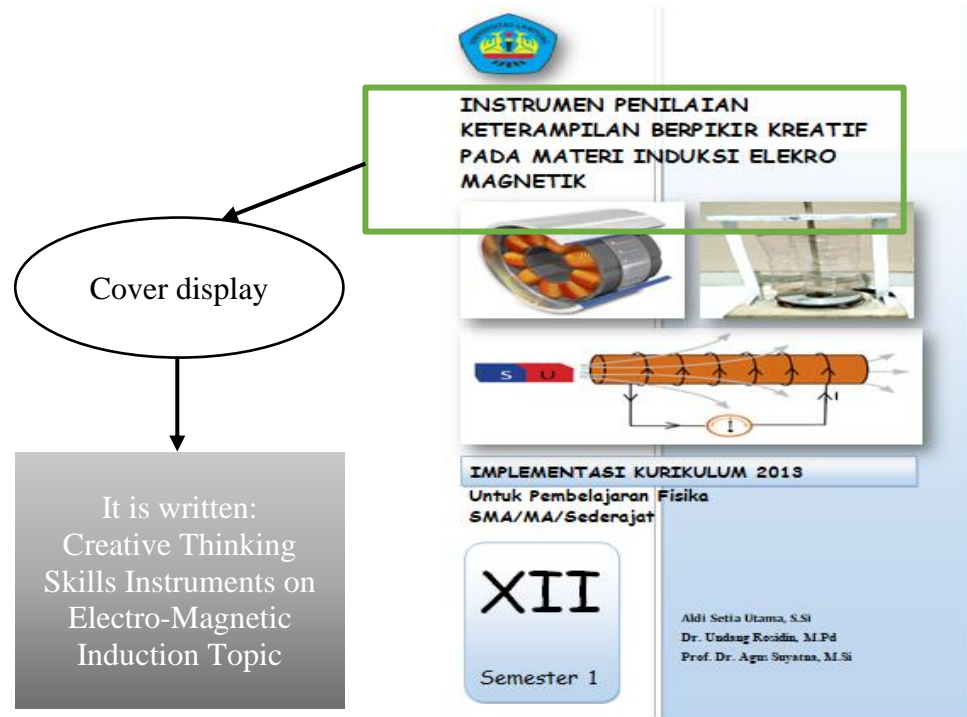 UNIVERSITAS LAMPUNG
INSTRUMEN PENILAIAN
KETERAMPILAN BERPIKIR KREATIF
PADA MATERI INDUKSI ELEKRO
MAGNETIK
Cover display
S U
I
I
It is written:
Creative Thinking
Skills Instruments on
Electro-Magnetic
Induction Topic
IMPLEMENTASI KURIKULUM 2013
Untuk Pembelajaran Fisika
SMA/MA/Sederajat
XII
Semester 1
Aldi Setia Utama, S.Si
Dr. Undang Rosidin, M.Pd
Prof. Dr. Agus Suyatna, M.Si